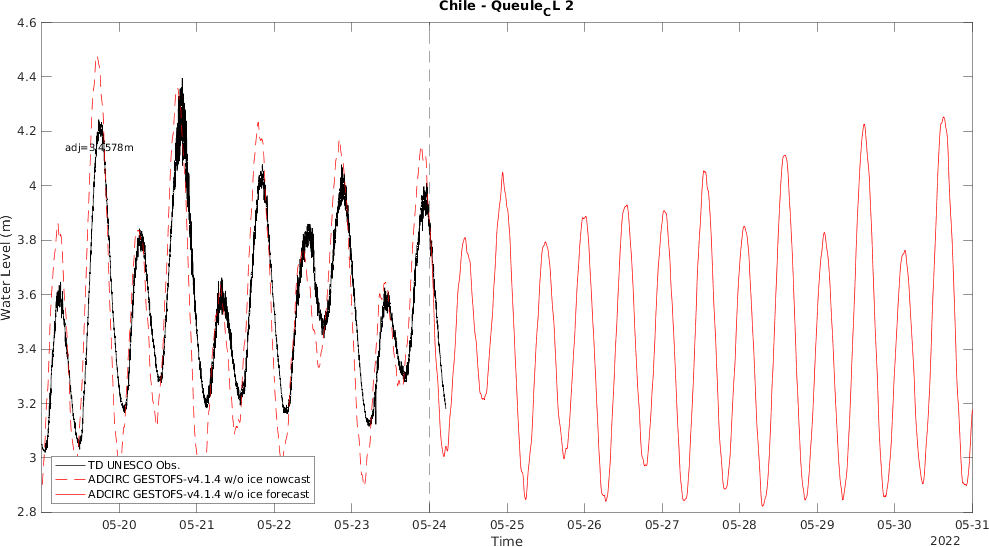 Chile - Queule_CL 2
4.6
4.4
4.2
4
3.8
3.6
3.4
3.2
3
2.8
Water Level (m)
adj=3.4578m
TD UNESCO Obs.
ADCIRC GESTOFS-v4.1.4 w/o ice nowcast
ADCIRC GESTOFS-v4.1.4 w/o ice forecast
05-20 05-21 05-22 05-23 05-24 05-25 05-26 05-27 05-28 05-29 05-30 05-31
Time
2022